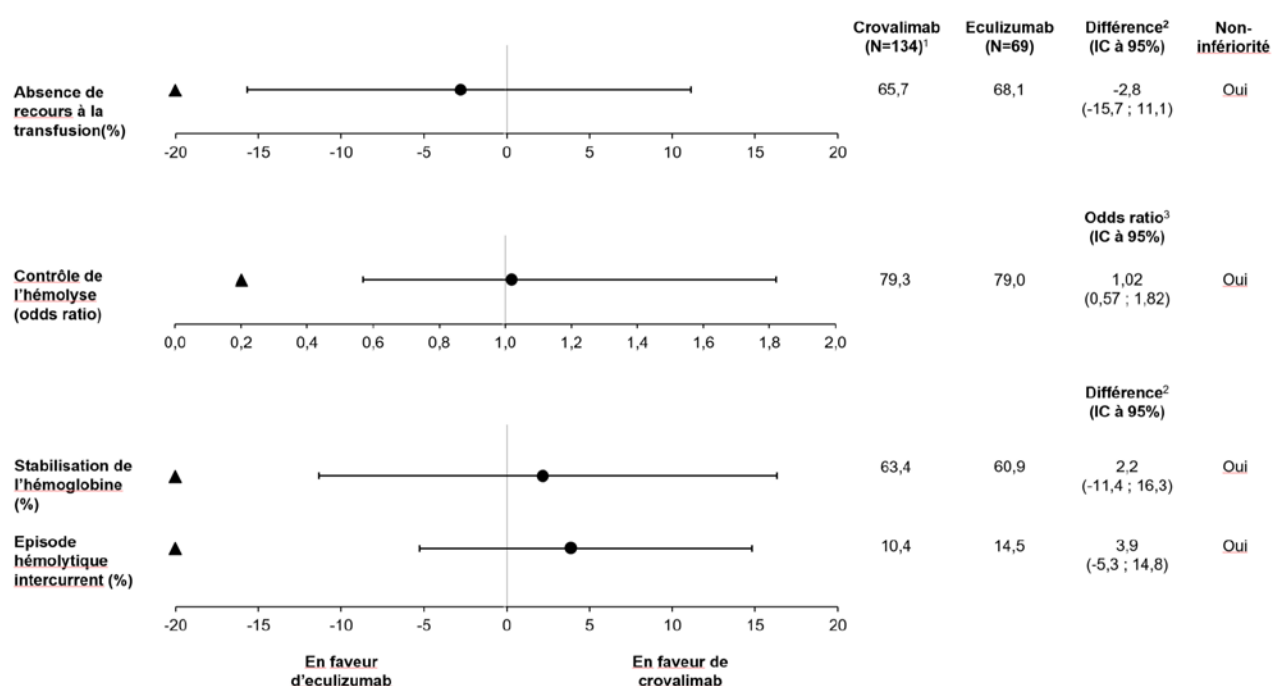 Crovalimab
(N=134)¹
Eculizumab
(N=69)
Différence²
(IC à 95%)
Non-
infériorité
Absence de
recours à la
transfusion(%)
65,7
68,1
-2,8
(-15,7 ; 11,1)
Oui
-20 -15 -10 -5 0 5 10 15 20
Odds ratio³
(IC à 95%)
Contrôle de
l'hémolyse
(odds ratio)
79,3
79,0
1,02
(0,57 ; 1.82)
Oui
0,0 0,2 0,4 0,6 0,8 1,0 1,2 1,4 1,6 1,8 2,0
Différence²
(IC à 95%)
Stabilisation de
l'hémoglobine
(%)
63,4
60,9
2,2
(-11,4 ; 16,3)
Oui
Episode
hémolytique
intercurrent (%)
10,4
14,5
3,9
(-5,3 ; 14,8)
Oui
-20 -15 -10 -5 0 5 10 15 20
En faveur
d'eculizumab
En faveur de
crovalimab